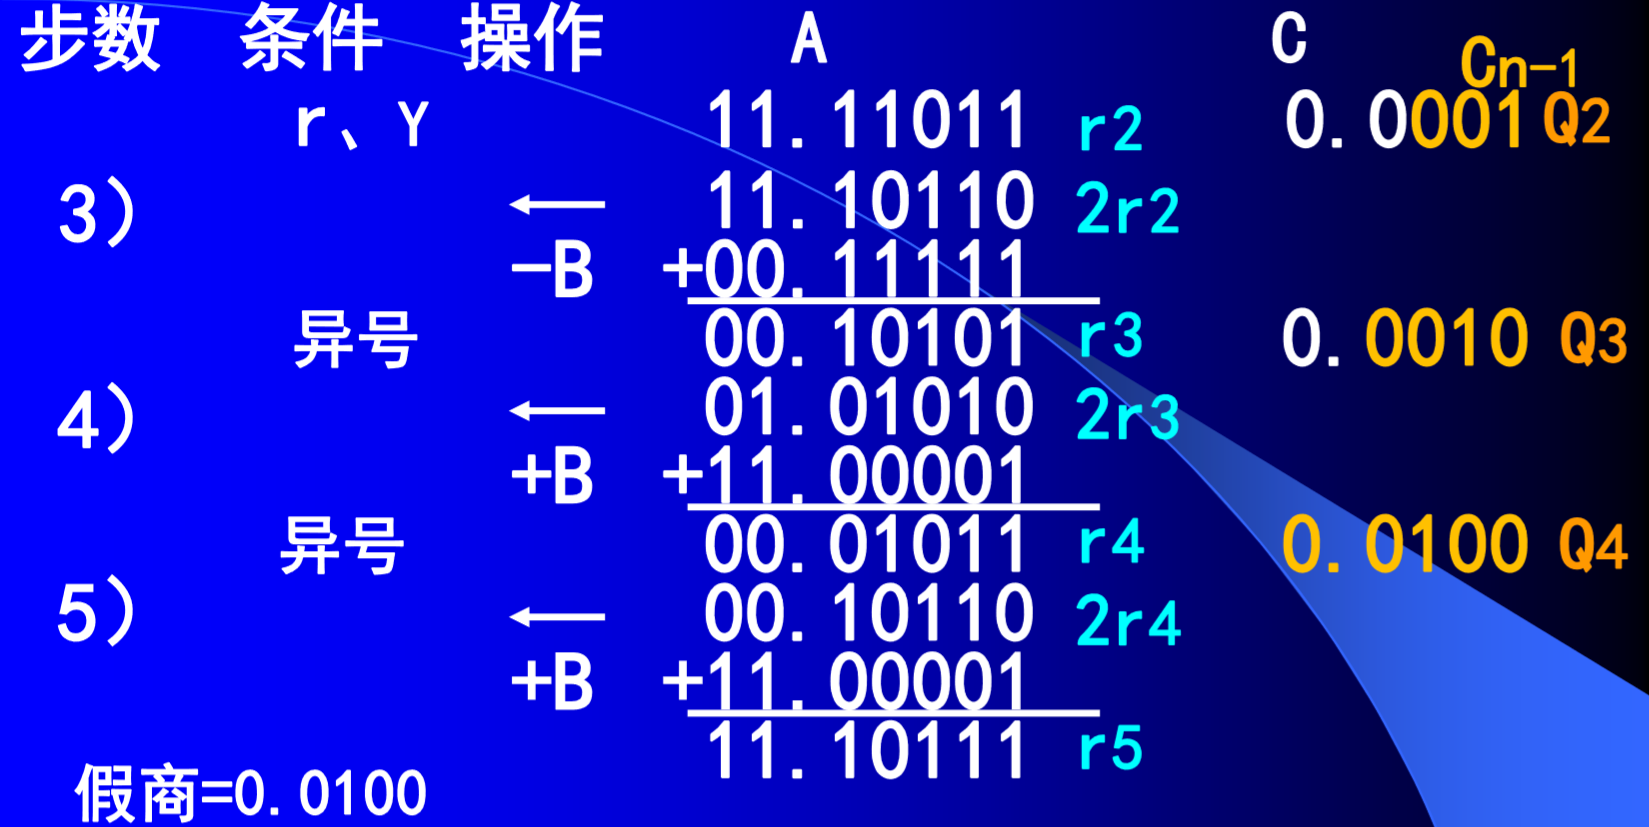 步数 条件 操作 A C Cn-1
r、Y 11.11011 r2 0.0001 Q2
3) ← 11.10110 2r2
-B +00.11111
异号 00.10101 r3 0.0010 Q3
4) ← 01.01010 2r3
+B +11.00001
异号 00.01011 r4 0.0100 Q4
5) ← 00.10110 2r4
+B +11.00001
11.10111 r5
假商=0.0100